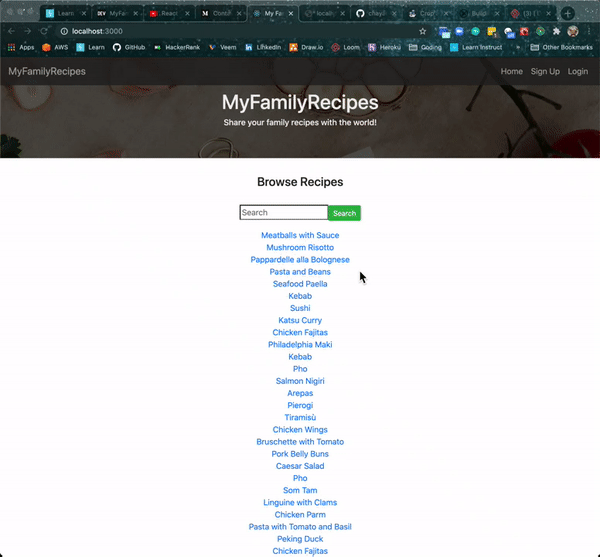 Learn
DEV MyFa
React
M Clonin
My Fa
locall
chay
Crop
Build
(3) (
localhost:3000
Apps AWS Learn GitHub HackerRank Veem LinkedIn Draw.io Loom Heroku Coding Learn Instruct » Other Bookmarks
MyFamilyRecipes Home Sign Up Login
MyFamilyRecipes
Share your family recipes with the world!
Browse Recipes
Search Search
Meatballs with Sauce
Mushroom Risotto
Pappardelle alla Bolognese
Pasta and Beans
Seafood Paella
Kebab
Sushi
Katsu Curry
Chicken Fajitas
Philadelphia Maki
Kebab
Pho
Salmon Nigiri
Arepas
Pierogi
Tiramisù
Chicken Wings
Bruschette with Tomato
Pork Belly Buns
Caesar Salad
Pho
Som Tam
Linguine with Clams
Chicken Parm
Pasta with Tomato and Basil
Peking Duck
Chicken Fajitas